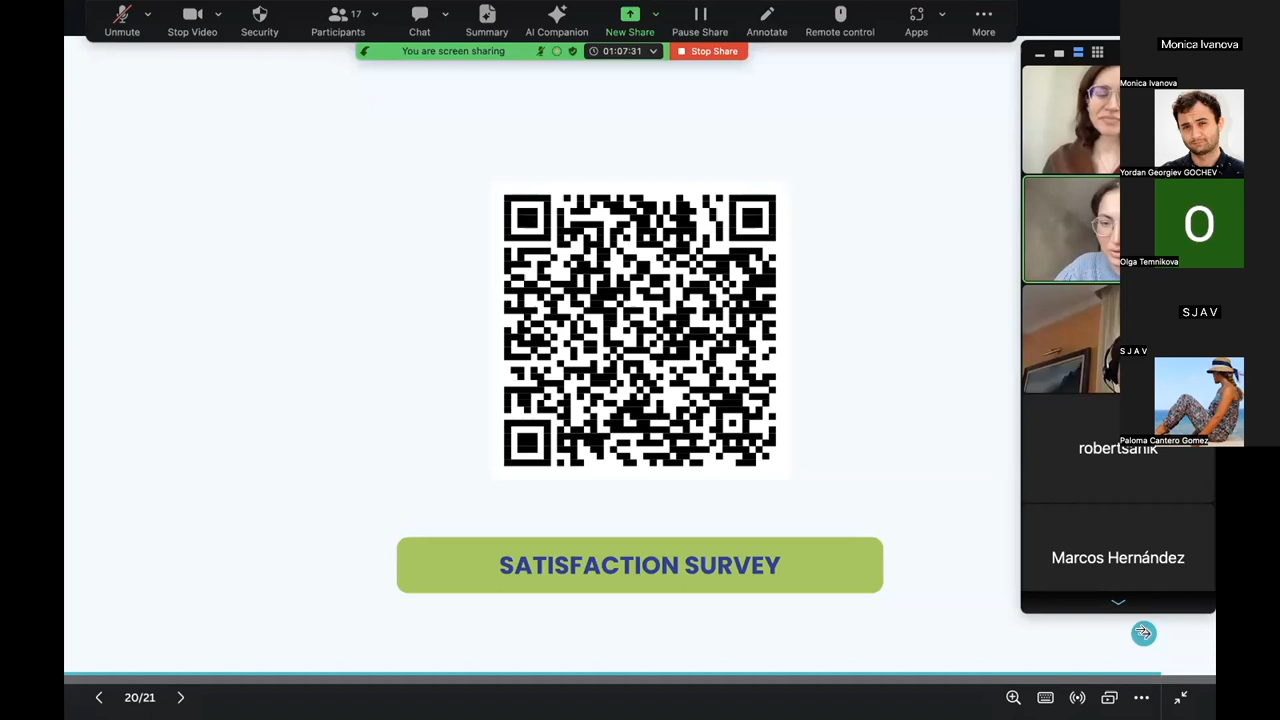 Unmute
Stop Video
Security
17
Participants
Chat
Summary
AI Companion
New Share
Pause Share
Annotate
Remote control
Apps
More
You are screen sharing
01:07:31
Stop Share
Monica Ivanova
Monica Ivanova
Yordan Georgiev GOCHEV
O
Olga Temnikova
S J A V
S J A V
Paloma Cantero Gomez
robertsanik
Marcos Hernández
SATISFACTION SURVEY
20/21